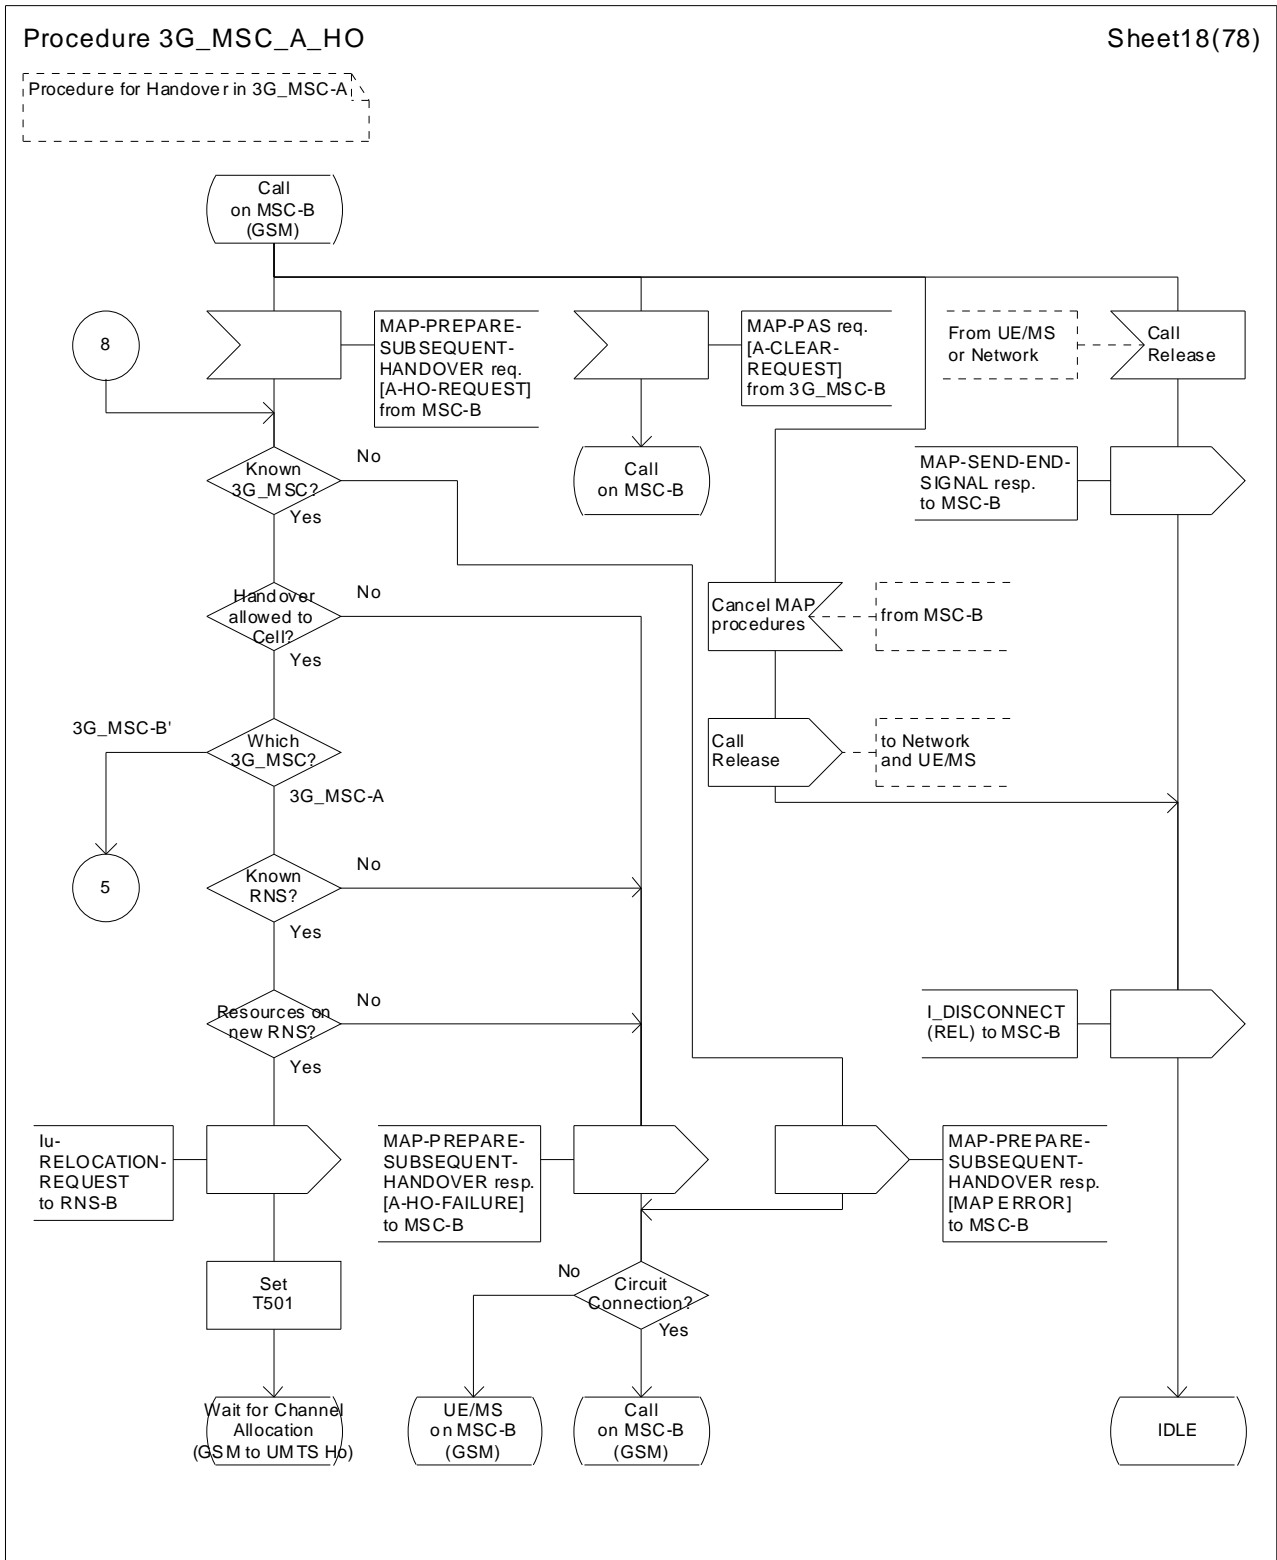 Procedure 3G_MSC_A_HO
Sheet18(78)
Procedure for Handover in 3G_MSC-A
Call
on MSC-B
(GSM)
8
MAP-PREPARE-
SUBSEQUENT-
HANDOVER req.
[A-HO-REQUEST]
from MSC-B
MAP-PAS req.
[A-CLEAR-
REQUEST]
from 3G_MSC-B
From UE/MS
or Network
Call
Release
Known
3G_MSC?
No
Yes
Call
on MSC-B
MAP-SEND-END-
SIGNAL resp.
to MSC-B
Handover
allowed to
Cell?
No
Yes
Cancel MAP
procedures
from MSC-B
3G_MSC-B'
Which
3G_MSC?
3G_MSC-A
Call
Release
to Network
and UE/MS
5
Known
RNS?
No
Yes
Resources on
new RNS?
No
Yes
I_DISCONNECT
(REL) to MSC-B
Iu-
RELOCATION-
REQUEST
to RNS-B
MAP-PREPARE-
SUBSEQUENT-
HANDOVER resp.
[A-HO-FAILURE]
to MSC-B
MAP-PREPARE-
SUBSEQUENT-
HANDOVER resp.
[MAP ERROR]
to MSC-B
Set
T501
No
Circuit
Connection?
Yes
Wait for Channel
Allocation
(GSM to UMTS Ho)
UE/MS
on MSC-B
(GSM)
Call
on MSC-B
(GSM)
IDLE